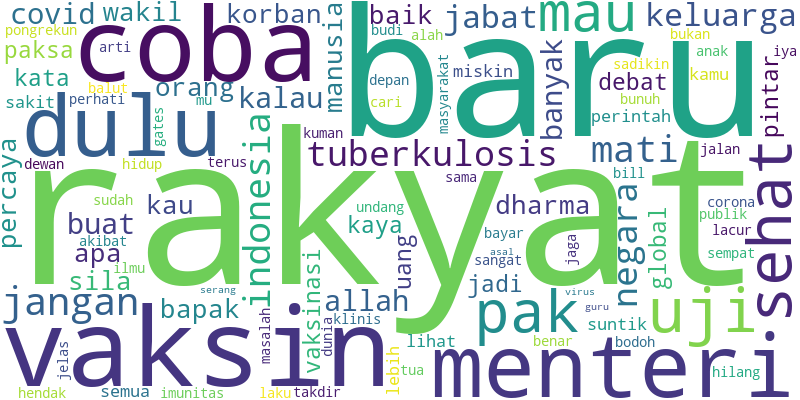 covid
wakil
pongrekun
paksa
arti
coba
korban
baik
budi
alah
jabat
mau
keluarga
bukan
anak
iya
sadikin
kamu
kata
sakit
perhati
balut
orang
mu
kalau
manusia
depan
miskin
cari
masyarakat
banyak
debat
bunuh
perintah
pintar
dulu
gates
baru
dewan
hidup
terus
kuman
tuberkulosis
sama
mati
bill
jalan
percaya
rakyat
sehat
indonesia
sudah
buat
kau
akibat
apa
ilmu
sila
undang
kaya
uang
dharma
bayar
asal
sangat
jaga
negara
global
corona
publik
lacur
sempat
jangan
bapak
serang
vaksinasi
allah
jadi
virus
guru
pak
suntik
uji
vaksin
masalah
dunia
klinis
lihat
benar
bodoh
menteri
jelas
hendak
semua
imunitas
laku
takdir
lebih
tua
hilang